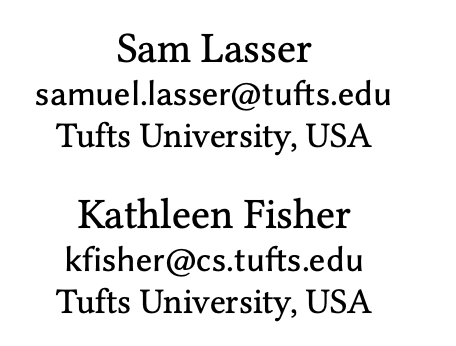 Sam Lasser
samuel.lasser@tufts.edu
Tufts University, USA
Kathleen Fisher
kfisher@cs.tufts.edu
Tufts University, USA